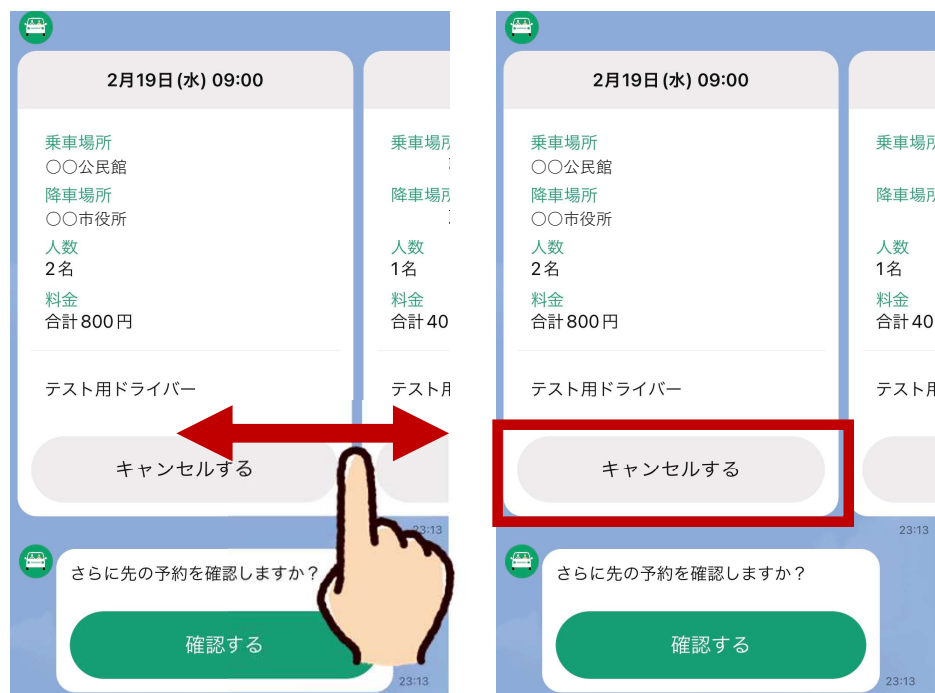 2月19日(水) 09:00
乗車場所
〇〇公民館
降車場所
〇〇市役所
人数
2名
料金
合計800円
テスト用ドライバー
キャンセルする
乗車場
降車場
人数
1名
料金
合計40
テスト
23:13
さらに先の予約を確認しますか?
確認する
23:13
2月19日(水) 09:00
乗車場所
〇〇公民館
降車場所
〇〇市役所
人数
2名
料金
合計800円
テスト用ドライバー
キャンセルする
乗車場
降車場
人数
1名
料金
合計40
テスト
23:13
さらに先の予約を確認しますか?
確認する
23:13